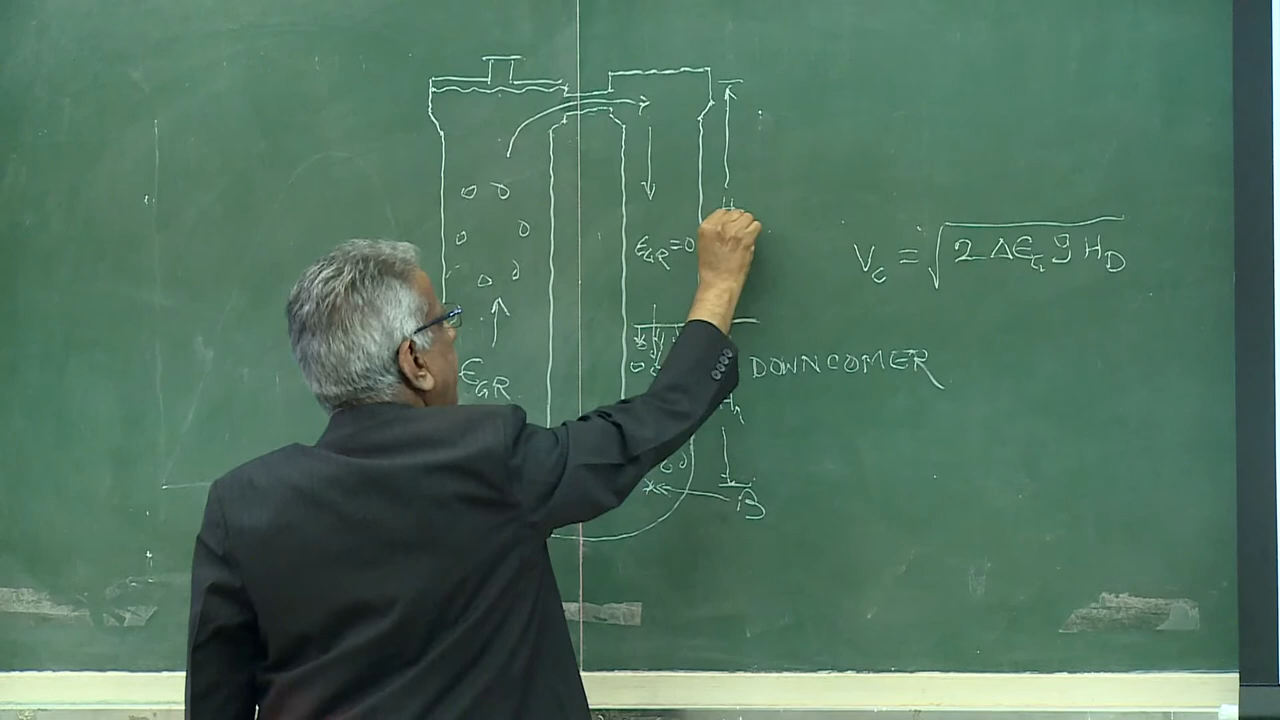 H
ϵ_GR=0
V_c = √(2 Δϵ_G g H_D)
ϵ_GR
DOWNCOMER
B